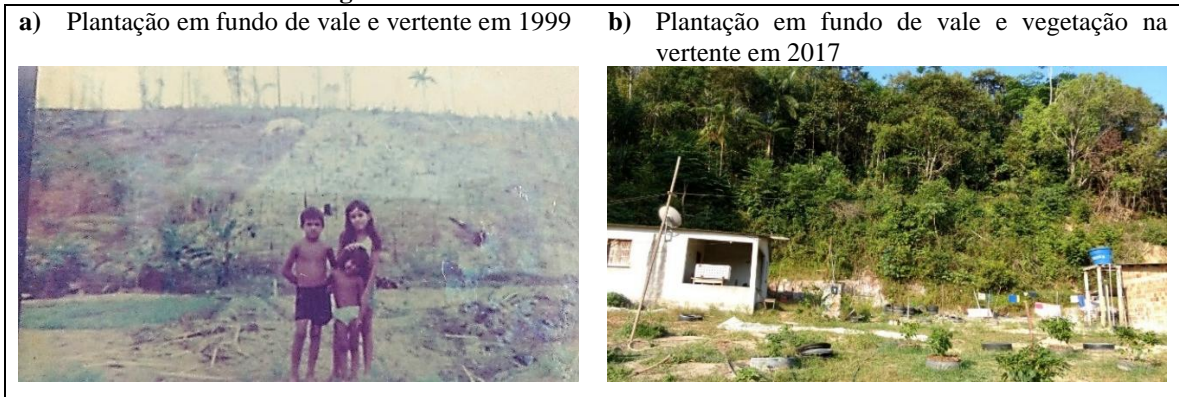 a) Plantação em fundo de vale e vertente em 1999
b) Plantação em fundo de vale e vegetação na
vertente em 2017